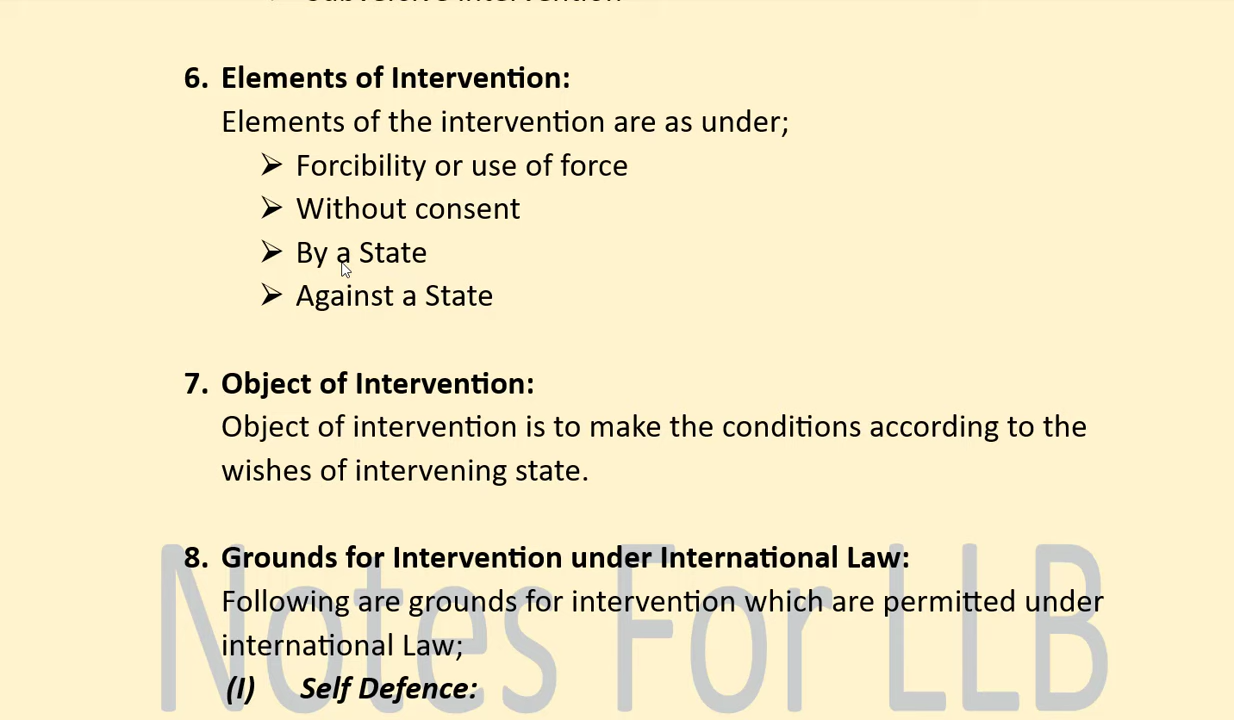 Subversive Intervention
6. Elements of Intervention:
Elements of the intervention are as under;
➢ Forcibility or use of force
➢ Without consent
➢ By a State
➢ Against a State
7. Object of Intervention:
Object of intervention is to make the conditions according to the
wishes of intervening state.
8. Grounds for Intervention under International Law:
Following are grounds for intervention which are permitted under
international Law;
(I) Self Defence:
Notes For LLB